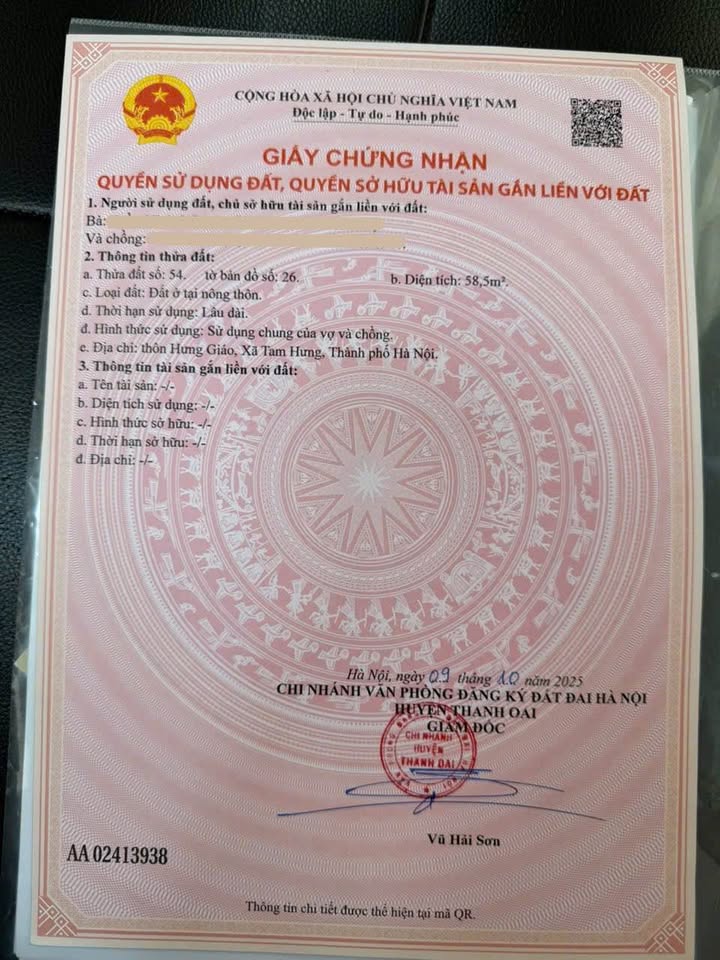 CỘNG HÒA XÃ HỘI CHỦ NGHĨA VIỆT NAM
Độc lập - Tự do - Hạnh phúc
GIẤY CHỨNG NHẬN
QUYỀN SỬ DỤNG ĐẤT, QUYỀN SỞ HỮU TÀI SẢN GẮN LIỀN VỚI ĐẤT
1. Người sử dụng đất, chủ sở hữu tài sản gắn liền với đất:
Bà:
Và chồng:
2. Thông tin thửa đất:
a. Thửa đất số: 54. tờ bản đồ số: 26. b. Diện tích: 58,5m².
c. Loại đất: Đất ở tại nông thôn.
d. Thời hạn sử dụng: Lâu dài.
đ. Hình thức sử dụng: Sử dụng chung của vợ và chồng.
e. Địa chỉ: thôn Hưng Giáo, Xã Tam Hưng, Thành phố Hà Nội.
3. Thông tin tài sản gắn liền với đất:
a. Tên tài sản: -/-
b. Diện tích sử dụng: -/-
c. Hình thức sở hữu: -/-
d. Thời hạn sở hữu: -/-
đ. Địa chỉ: -/-
Hà Nội, ngày 09 tháng 10 năm 2025
CHI NHÁNH VĂN PHÒNG ĐĂNG KÝ ĐẤT ĐAI HÀ NỘI
HUYỆN THANH OAI
GIÁM ĐỐC
CHI NHÁNH
HUYỆN
THANH OAI
Vũ Hải Sơn
AA 02413938
Thông tin chi tiết được thể hiện tại mã QR.